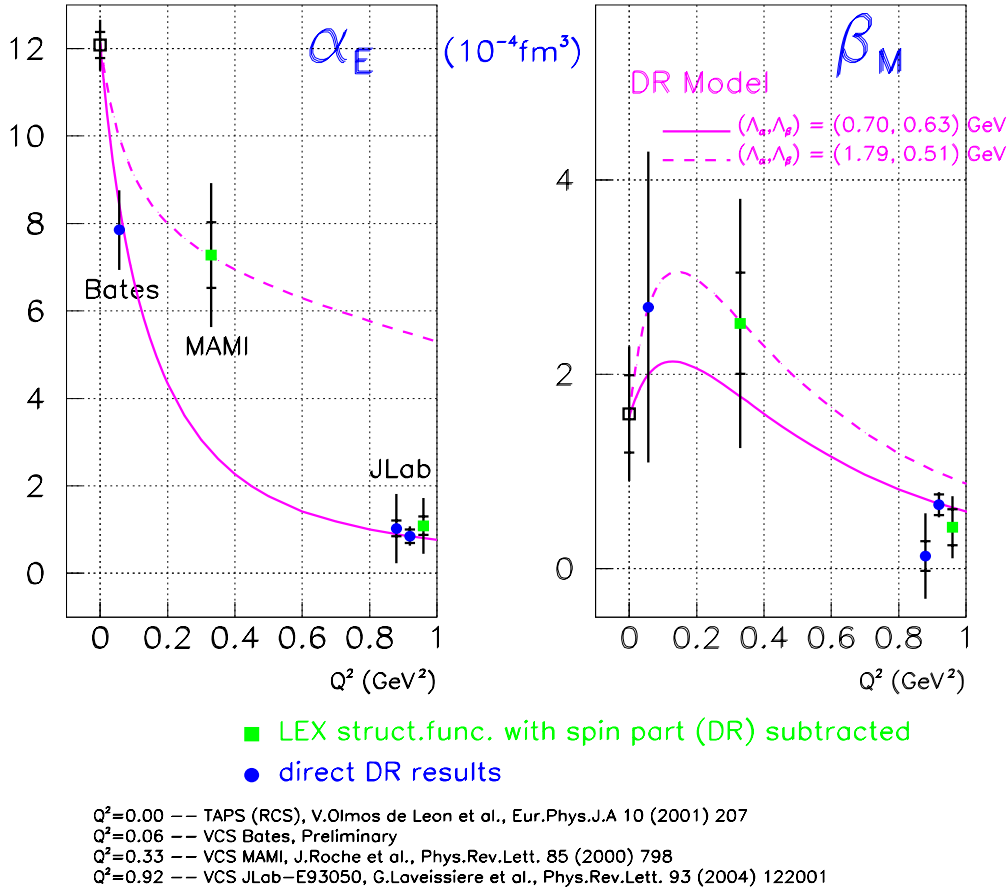 α_E (10⁻⁴fm³) β_M
DR Model
(Λα,Λβ) = (0.70, 0.63) GeV
(Λα,Λβ) = (1.79, 0.51) GeV
12
10
8
6
4
2
0
Bates
MAMI
JLab
0 0.2 0.4 0.6 0.8 1
Q² (GeV²)
4
2
0
0 0.2 0.4 0.6 0.8 1
Q² (GeV²)
LEX struct.func. with spin part (DR) subtracted
direct DR results
Q²=0.00 −− TAPS (RCS), V.Olmos de Leon et al., Eur.Phys.J.A 10 (2001) 207
Q²=0.06 −− VCS Bates, Preliminary
Q²=0.33 −− VCS MAMI, J.Roche et al., Phys.Rev.Lett. 85 (2000) 798
Q²=0.92 −− VCS JLab−E93050, G.Laveissiere et al., Phys.Rev.Lett. 93 (2004) 122001